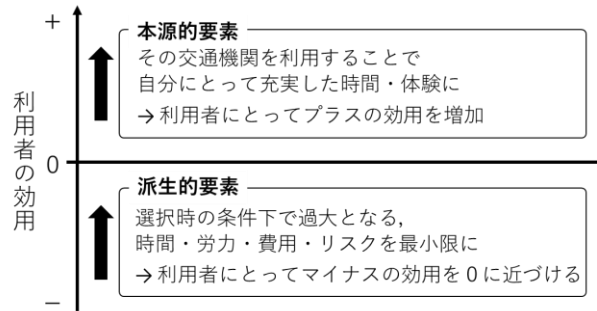 利用者の効用
+
0
−
本源的要素
その交通機関を利用することで
自分にとって充実した時間・体験に
→利用者にとってプラスの効用を増加
派生的要素
選択時の条件下で過大となる,
時間・労力・費用・リスクを最小限に
→利用者にとってマイナスの効用を0に近づける